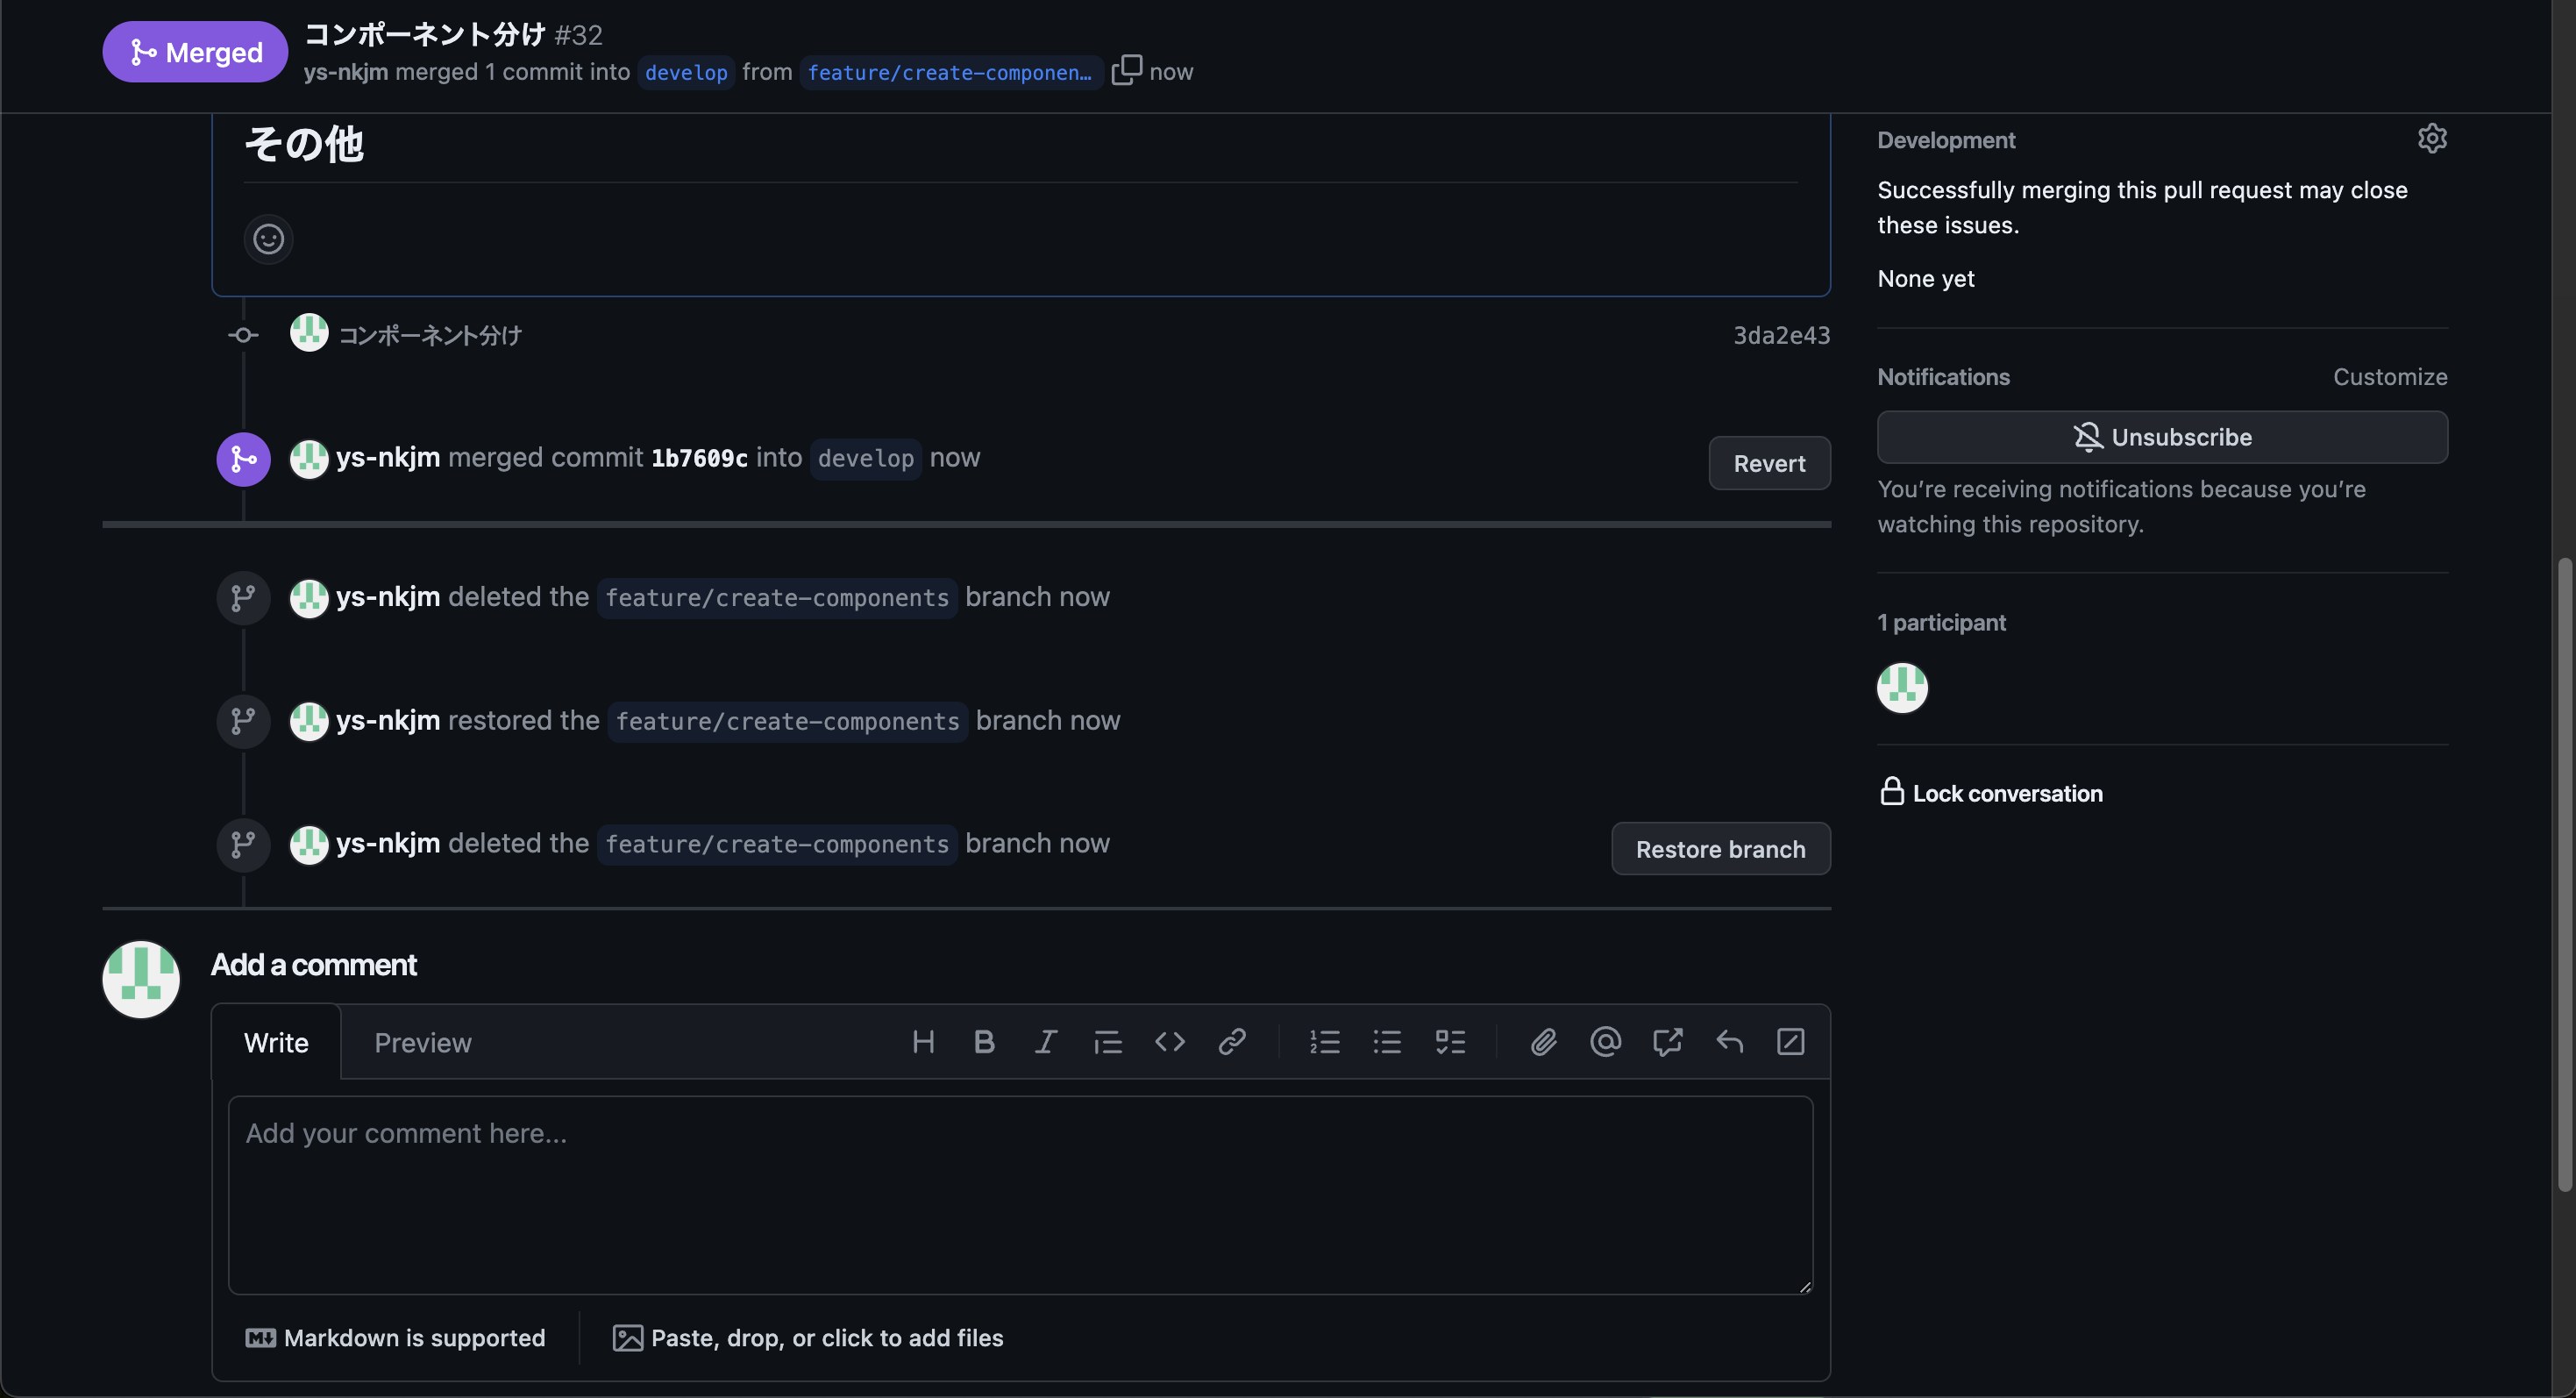 Merged
コンポーネント分け #32
ys-nkjm merged 1 commit into develop from feature/create-componen… now
その他
コンポーネント分け 3da2e43
ys-nkjm merged commit 1b7609c into develop now
Revert
ys-nkjm deleted the feature/create-components branch now
ys-nkjm restored the feature/create-components branch now
ys-nkjm deleted the feature/create-components branch now
Restore branch
Add a comment
Write Preview
Add your comment here...
Markdown is supported
Paste, drop, or click to add files
Development
Successfully merging this pull request may close
these issues.
None yet
Notifications Customize
Unsubscribe
You’re receiving notifications because you’re
watching this repository.
1 participant
Lock conversation